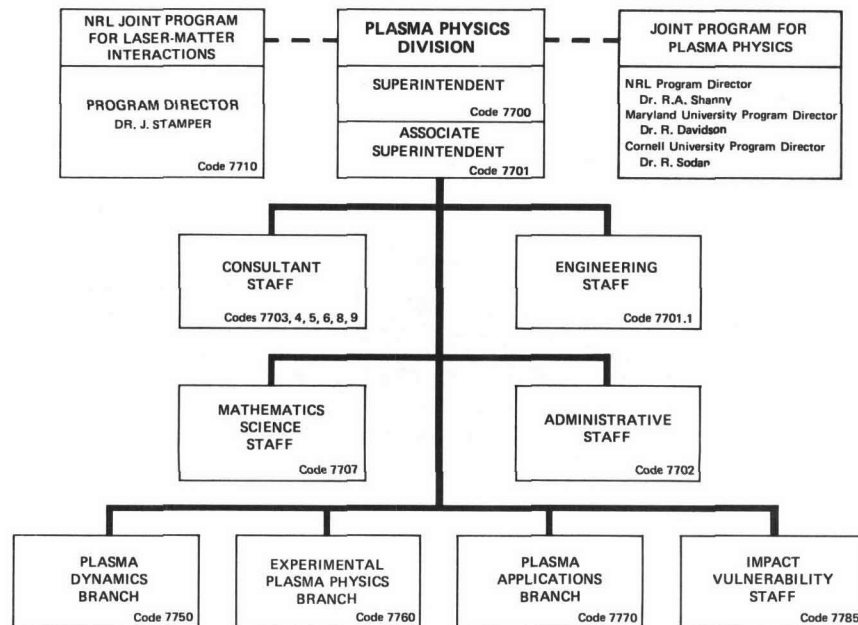 NRL JOINT PROGRAM
FOR LASER-MATTER
INTERACTIONS
PROGRAM DIRECTOR
DR. J. STAMPER
Code 7710
PLASMA PHYSICS
DIVISION
SUPERINTENDENT
Code 7700
ASSOCIATE
SUPERINTENDENT
Code 7701
JOINT PROGRAM FOR
PLASMA PHYSICS
NRL Program Director
Dr. R.A. Shanny
Maryland University Program Director
Dr. R. Davidson
Cornell University Program Director
Dr. R. Sodan
CONSULTANT
STAFF
Codes 7703, 4, 5, 6, 8, 9
ENGINEERING
STAFF
Code 7701.1
MATHEMATICS
SCIENCE
STAFF
Code 7707
ADMINISTRATIVE
STAFF
Code 7702
PLASMA
DYNAMICS
BRANCH
Code 7750
EXPERIMENTAL
PLASMA PHYSICS
BRANCH
Code 7760
PLASMA
APPLICATIONS
BRANCH
Code 7770
IMPACT
VULNERABILITY
STAFF
Code 7785